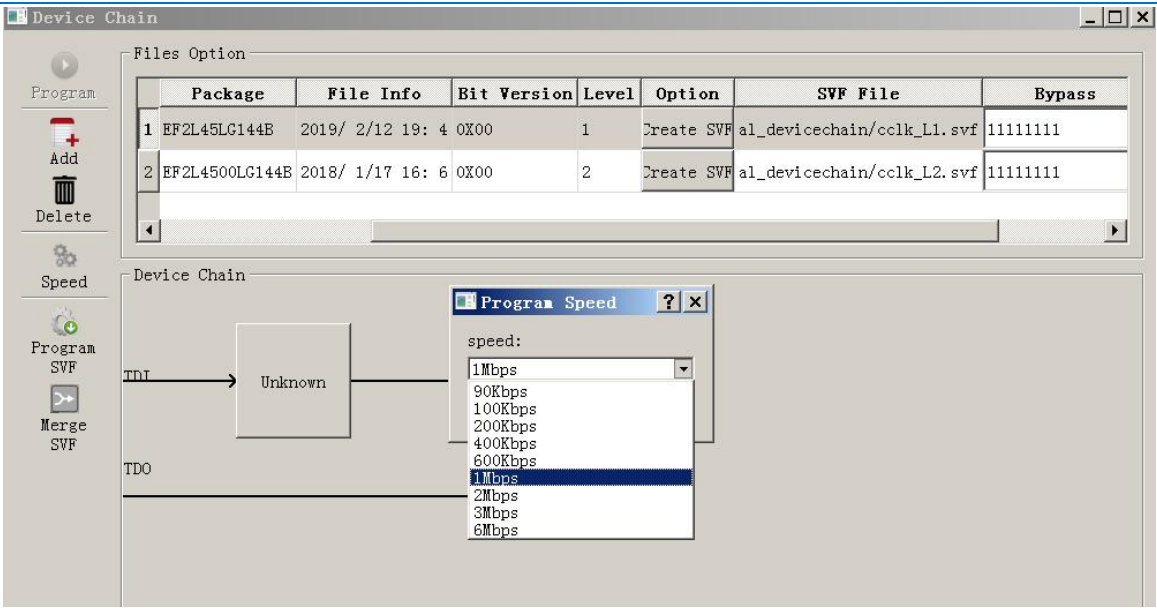 Device Chain
Program
Add
Delete
Speed
Program
SVF
Merge
SVF
Files Option
Package File Info Bit Version Level Option SVF File Bypass
1 EF2L45LG144B 2019/ 2/12 19: 4 0X00 1 Create SVF al_devicechain/cclk_L1.svf 11111111
2 EF2L4500LG144B 2018/ 1/17 16: 6 0X00 2 Create SVF al_devicechain/cclk_L2.svf 11111111
Device Chain
TDI
Unknown
TDO
Program Speed
speed:
1Mbps
90Kbps
100Kbps
200Kbps
400Kbps
600Kbps
1Mbps
2Mbps
3Mbps
6Mbps